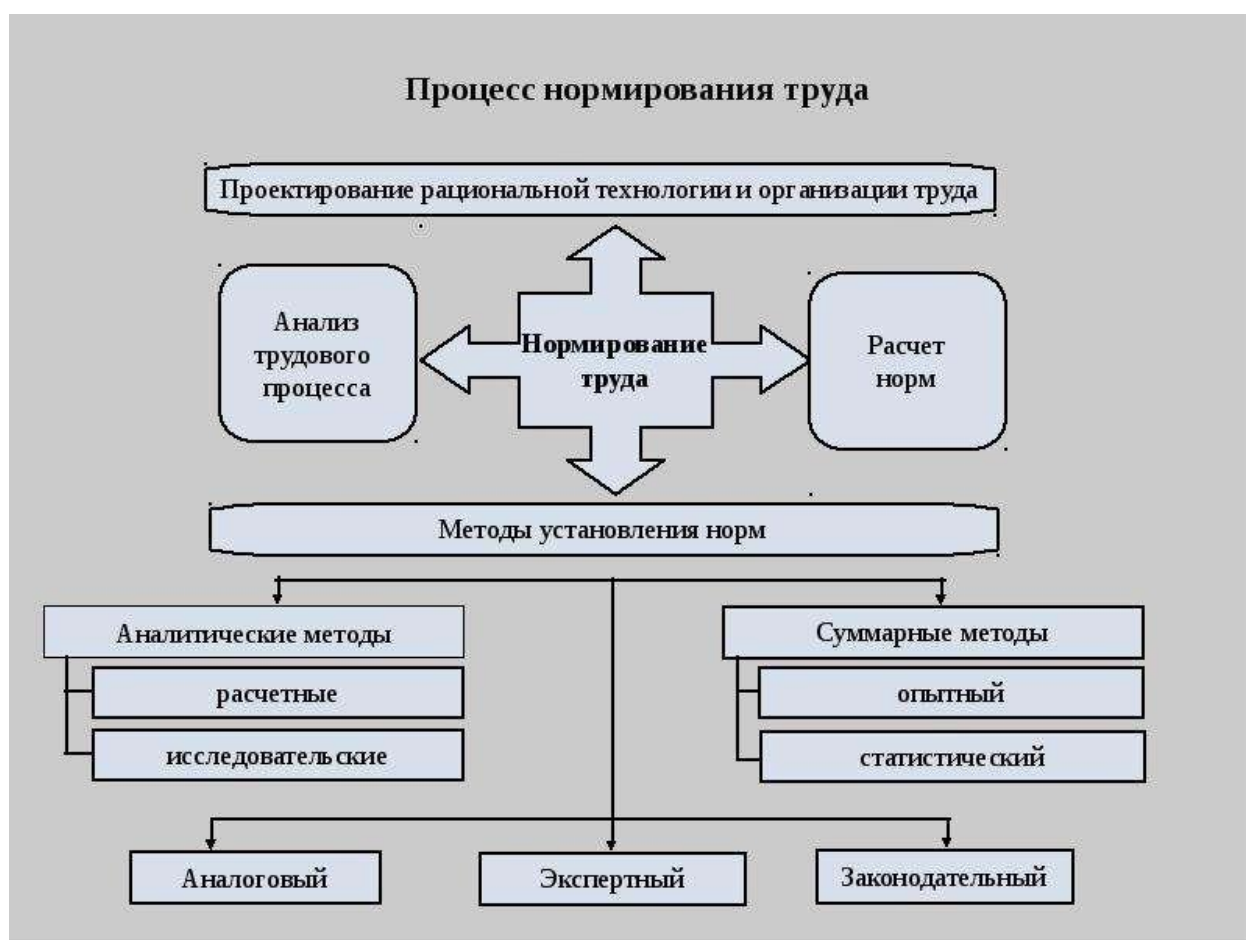 Процесс нормирования труда
Проектирование рациональной технологии и организации труда
Анализ
трудового
процесса
Нормирование
труда
Расчет
норм
Методы установления норм
Аналитические методы
расчетные
исследовательские
Суммарные методы
опытный
статистический
Аналоговый
Экспертный
Законодательный